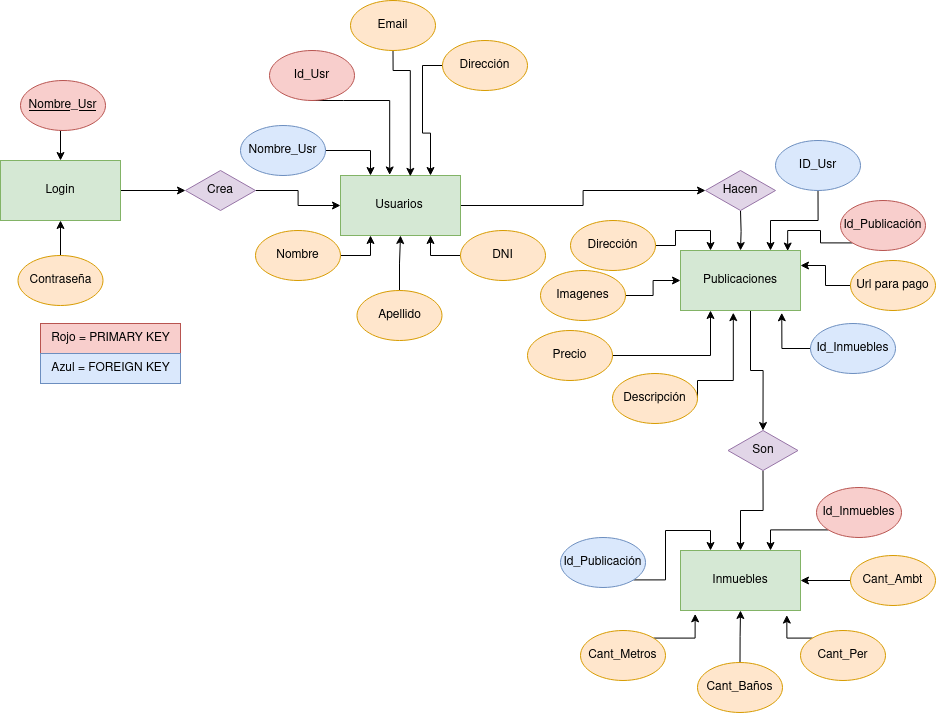 Email
Dirección
Id_Usr
Nombre_Usr
Nombre_Usr
ID_Usr
Login
Crea
Usuarios
Hacen
Id_Publicación
Nombre
DNI
Dirección
Contraseña
Publicaciones
Url para pago
Imagenes
Apellido
Rojo = PRIMARY KEY
Azul = FOREIGN KEY
Precio
Id_Inmuebles
Descripción
Son
Id_Inmuebles
Id_Publicación
Inmuebles
Cant_Ambt
Cant_Metros
Cant_Per
Cant_Baños